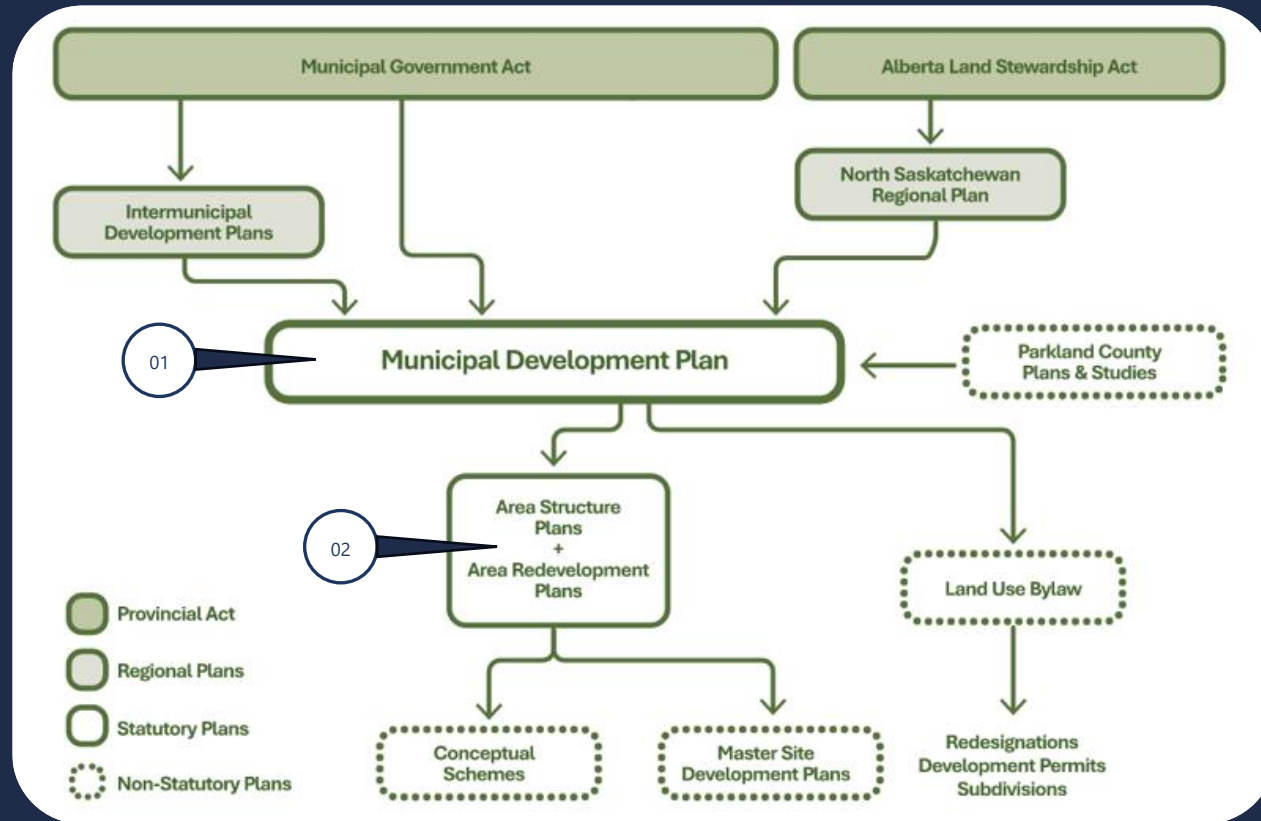 Municipal Government Act
Alberta Land Stewardship Act
North Saskatchewan
Regional Plan
Intermunicipal
Development Plans
01
Municipal Development Plan
Parkland County
Plans & Studies
02
Area Structure
Plans
+
Area Redevelopment
Plans
Land Use Bylaw
Provincial Act
Regional Plans
Statutory Plans
Non-Statutory Plans
Conceptual
Schemes
Master Site
Development Plans
Redesignations
Development Permits
Subdivisions